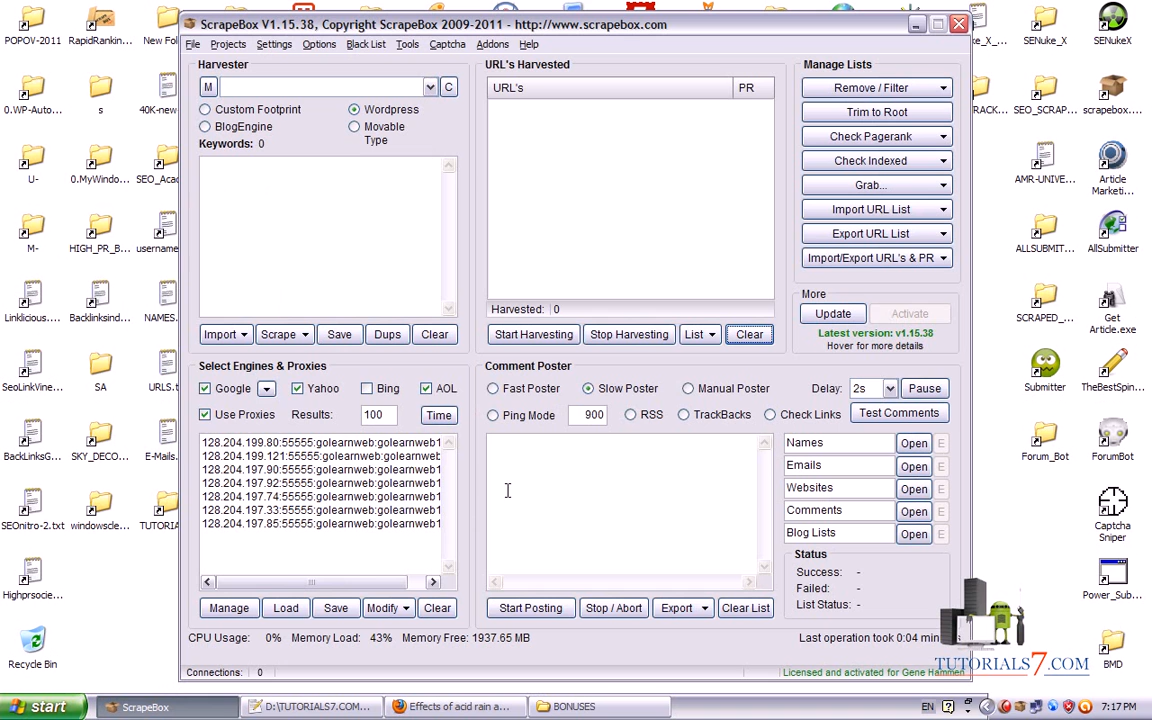 ScrapeBox V1.15.38, Copyright ScrapeBox 2009-2011 - http://www.scrapebox.com
File Projects Settings Options Black List Tools Captcha Addons Help
Harvester
M
C
Custom Footprint
Wordpress
BlogEngine
Movable Type
Keywords: 0
Import
Scrape
Save
Dups
Clear
URL's Harvested
URL's PR
Harvested: 0
Start Harvesting
Stop Harvesting
List
Clear
Manage Lists
Remove / Filter
Trim to Root
Check Pagerank
Check Indexed
Grab...
Import URL List
Export URL List
Import/Export URL's & PR
More
Update
Activate
Latest version: v1.15.38
Hover for more details
Select Engines & Proxies
Google
Yahoo
Bing
AOL
Use Proxies
Results: 100
Time
128.204.199.80:55555:golearnweb:golearnweb1
128.204.199.121:55555:golearnweb:golearnweb
128.204.197.90:55555:golearnweb:golearnweb1
128.204.197.92:55555:golearnweb:golearnweb1
128.204.197.74:55555:golearnweb:golearnweb1
128.204.197.33:55555:golearnweb:golearnweb1
128.204.197.85:55555:golearnweb:golearnweb1
Manage
Load
Save
Modify
Clear
Comment Poster
Fast Poster
Slow Poster
Manual Poster
Delay: 2s
Pause
Ping Mode 900
RSS
TrackBacks
Check Links
Test Comments
Names Open E
Emails Open E
Websites Open E
Comments Open E
Blog Lists Open E
Status
Success: -
Failed: -
List Status: -
Start Posting
Stop / Abort
Export
Clear List
CPU Usage: 0% Memory Load: 43% Memory Free: 1937.65 MB
Last operation took 0:04
Connections: 0
Licensed and activated for Gene Hammen
TUTORIALS7.COM
POPOV-2011
RapidRankin...
New Fol
0.WP-Auto...
s
40K-new
U-
0.MyWindo...
SEO_Acac
M-
HIGH_PR_B...
username
Linklicious...
Backlinksind...
NAMES.
SeoLinkVine...
SA
URLS.t
BackLinksG...
SKY_DECO...
E-Mails.
SEOnitro-2.txt
windowscle...
TUTORI
Highprsocie...
Recycle Bin
SENuke_X_...
SENukeX
SEO_SCRAP...
scrapebox....
AMR-UNIVE...
Article Marketi...
ALLSUBMIT...
AllSubmitter
SCRAPED_...
Get Article.exe
Submitter
TheBestSpin...
Forum_Bot
ForumBot
Captcha Sniper
Power_Sub...
BMD
start
ScrapeBox
D:\TUTORIALS7.COM...
Effects of acid rain a...
BONUSES
EN
7:17 PM